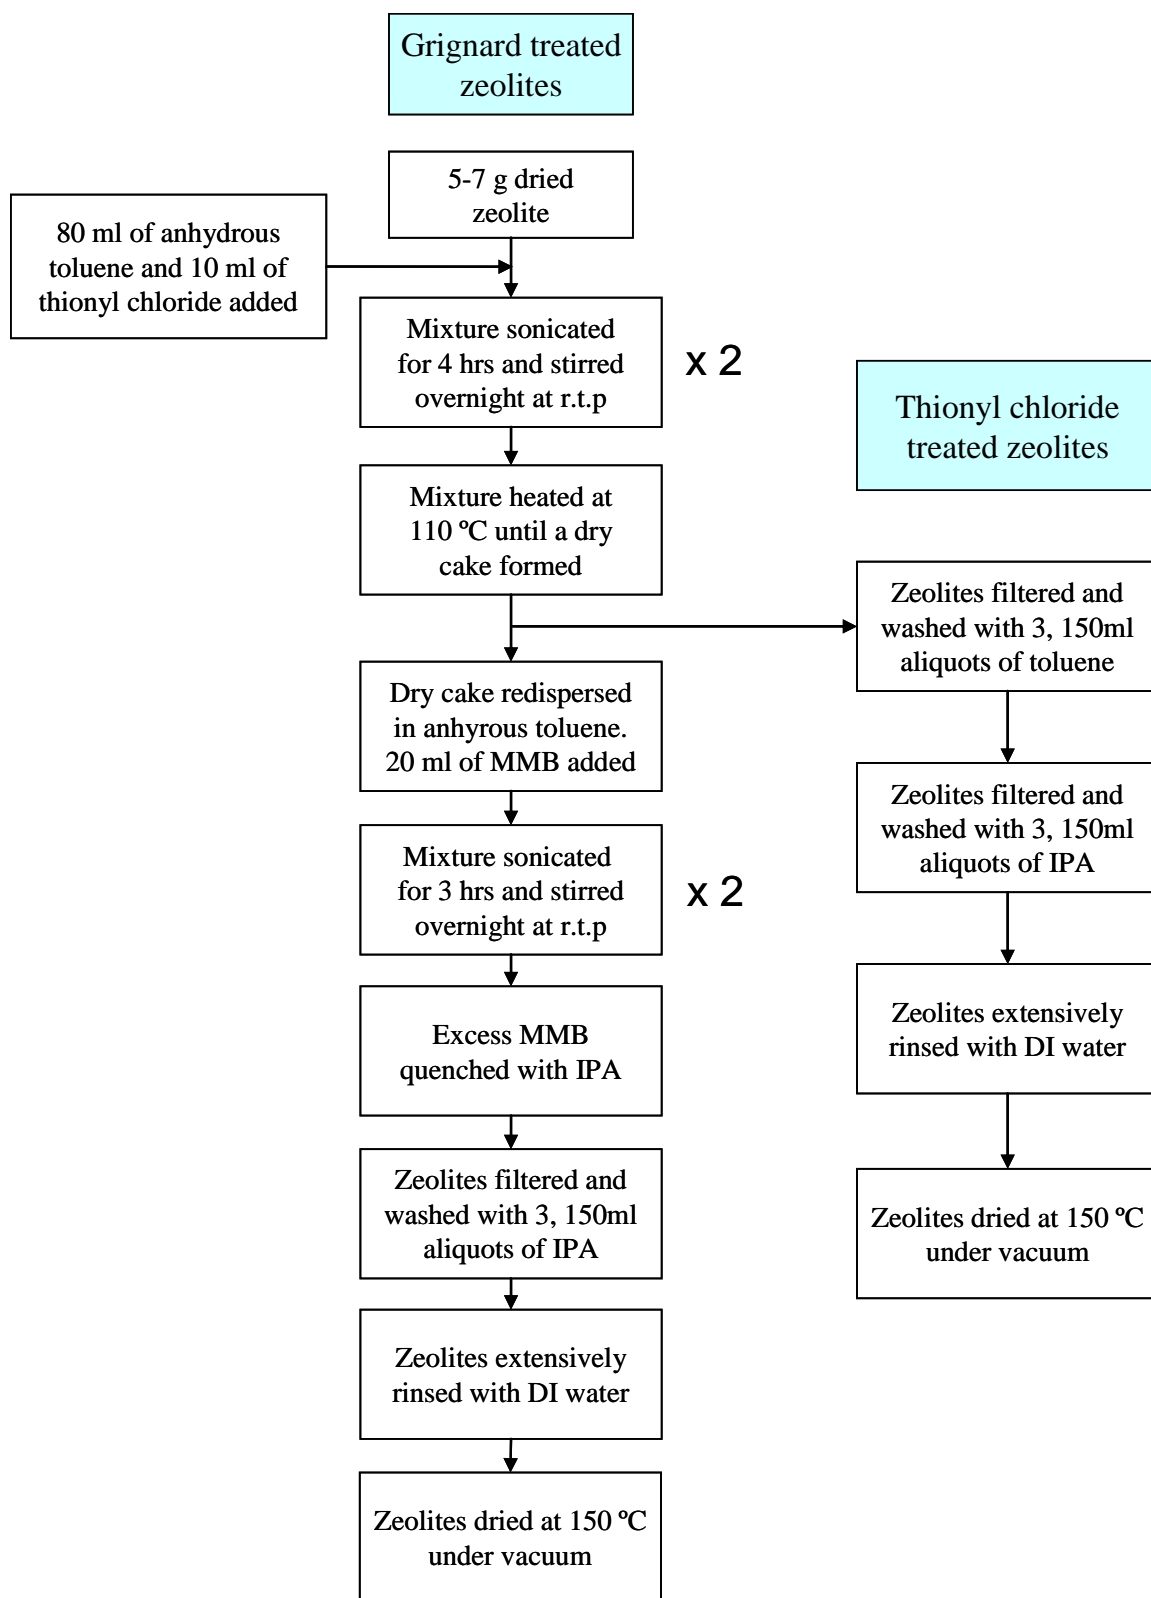 Grignard treated
zeolites
5-7 g dried
zeolite
80 ml of anhydrous
toluene and 10 ml of
thionyl chloride added
Mixture sonicated
for 4 hrs and stirred
overnight at r.t.p
x 2
Mixture heated at
110 ºC until a dry
cake formed
Dry cake redispersed
in anhyrous toluene.
20 ml of MMB added
Mixture sonicated
for 3 hrs and stirred
overnight at r.t.p
x 2
Excess MMB
quenched with IPA
Zeolites filtered and
washed with 3, 150ml
aliquots of IPA
Zeolites extensively
rinsed with DI water
Zeolites dried at 150 ºC
under vacuum
Thionyl chloride
treated zeolites
Zeolites filtered and
washed with 3, 150ml
aliquots of toluene
Zeolites filtered and
washed with 3, 150ml
aliquots of IPA
Zeolites extensively
rinsed with DI water
Zeolites dried at 150 ºC
under vacuum